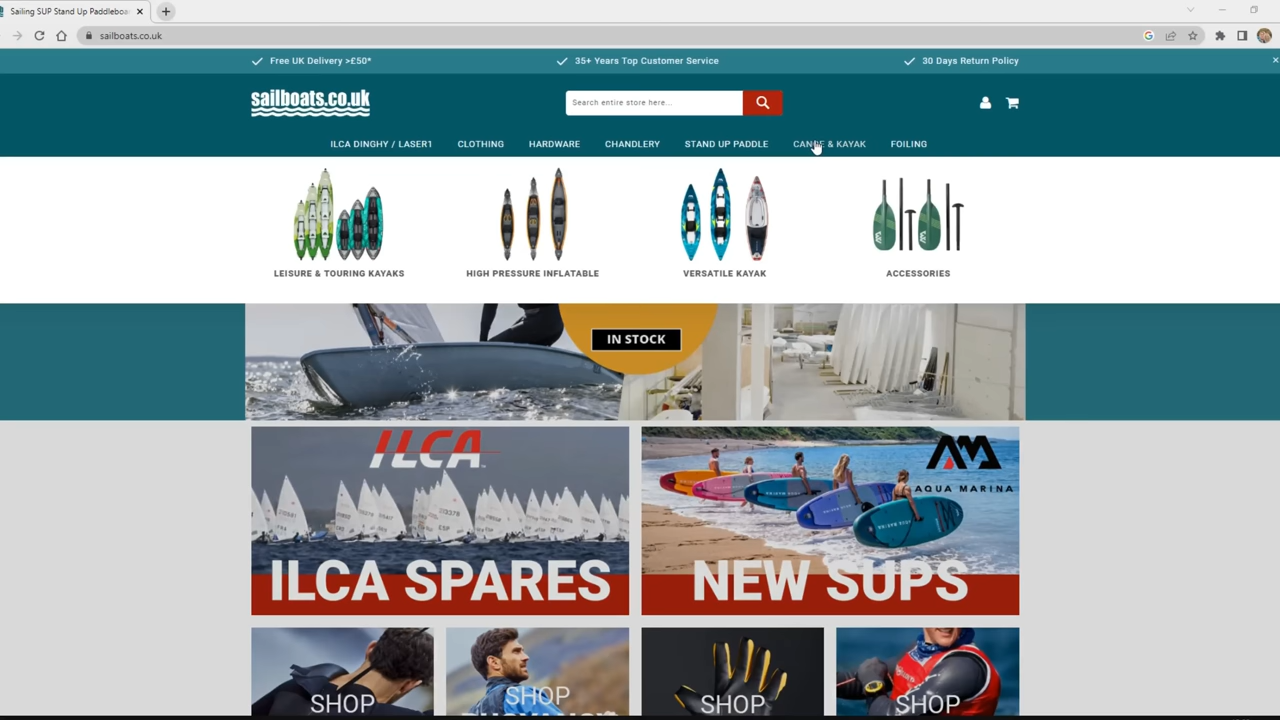 Sailing SUP Stand Up Paddleboa
sailboats.co.uk
Free UK Delivery >£50*
35+ Years Top Customer Service
30 Days Return Policy
sailboats.co.uk
Search entire store here...
ILCA DINGHY / LASER1
CLOTHING
HARDWARE
CHANDLERY
STAND UP PADDLE
CANOE & KAYAK
FOILING
LEISURE & TOURING KAYAKS
HIGH PRESSURE INFLATABLE
VERSATILE KAYAK
ACCESSORIES
IN STOCK
ILCA
ILCA SPARES
AM
AQUA MARINA
NEW SUPS
SHOP
SHOP
SHOP
SHOP